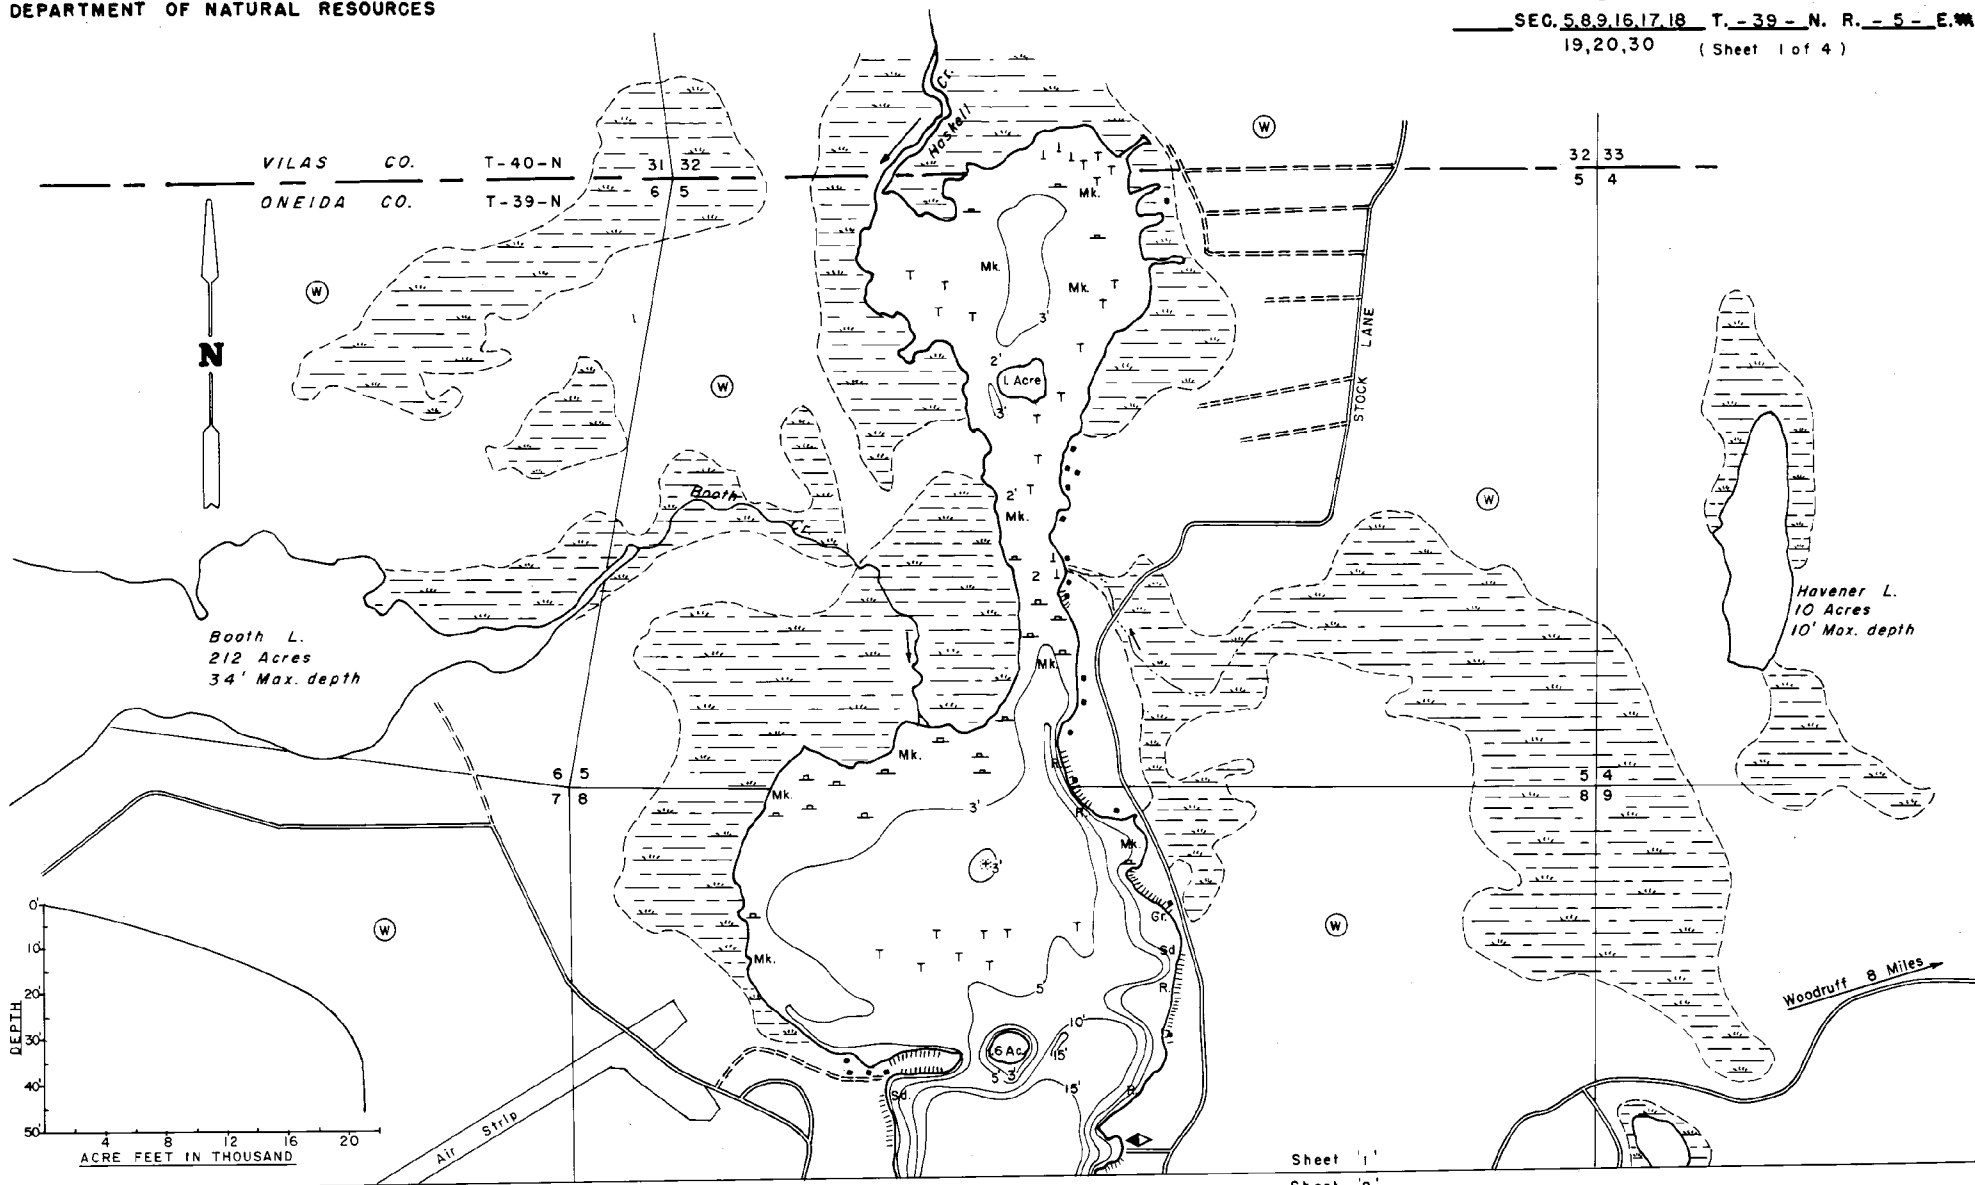 DEPARTMENT OF NATURAL RESOURCES
SEC. 5,8,9,16,17,18 T. - 39 - N. R. - 5 - E.
19,20,30 (Sheet 1 of 4)
VILAS CO. T-40-N 31 32
ONEIDA CO. T-39-N 6 5
32 33
5 4
Haskell Cr.
W
N
W
W
W
W
W
Mk.
Mk.
Mk.
3'
2'
.1 Acre
3'
STOCK LANE
2'
Mk.
2
Mk.
Booth Cr.
Booth L.
212 Acres
34' Max. depth
Havener L.
10 Acres
10' Max. depth
6 5
7 8
5 4
8 9
Mk.
Mk.
R.
R.
3'
3'
Mk.
Gr.
Sd
R.
Mk.
5
10'
.6 Ac.
15'
5' 3'
15'
R.
Sd.
Woodruff 8 Miles
Air Strip
0'
10
20
30
40
50'
DEPTH
4 8 12 16 20
ACRE FEET IN THOUSAND
Sheet '1'